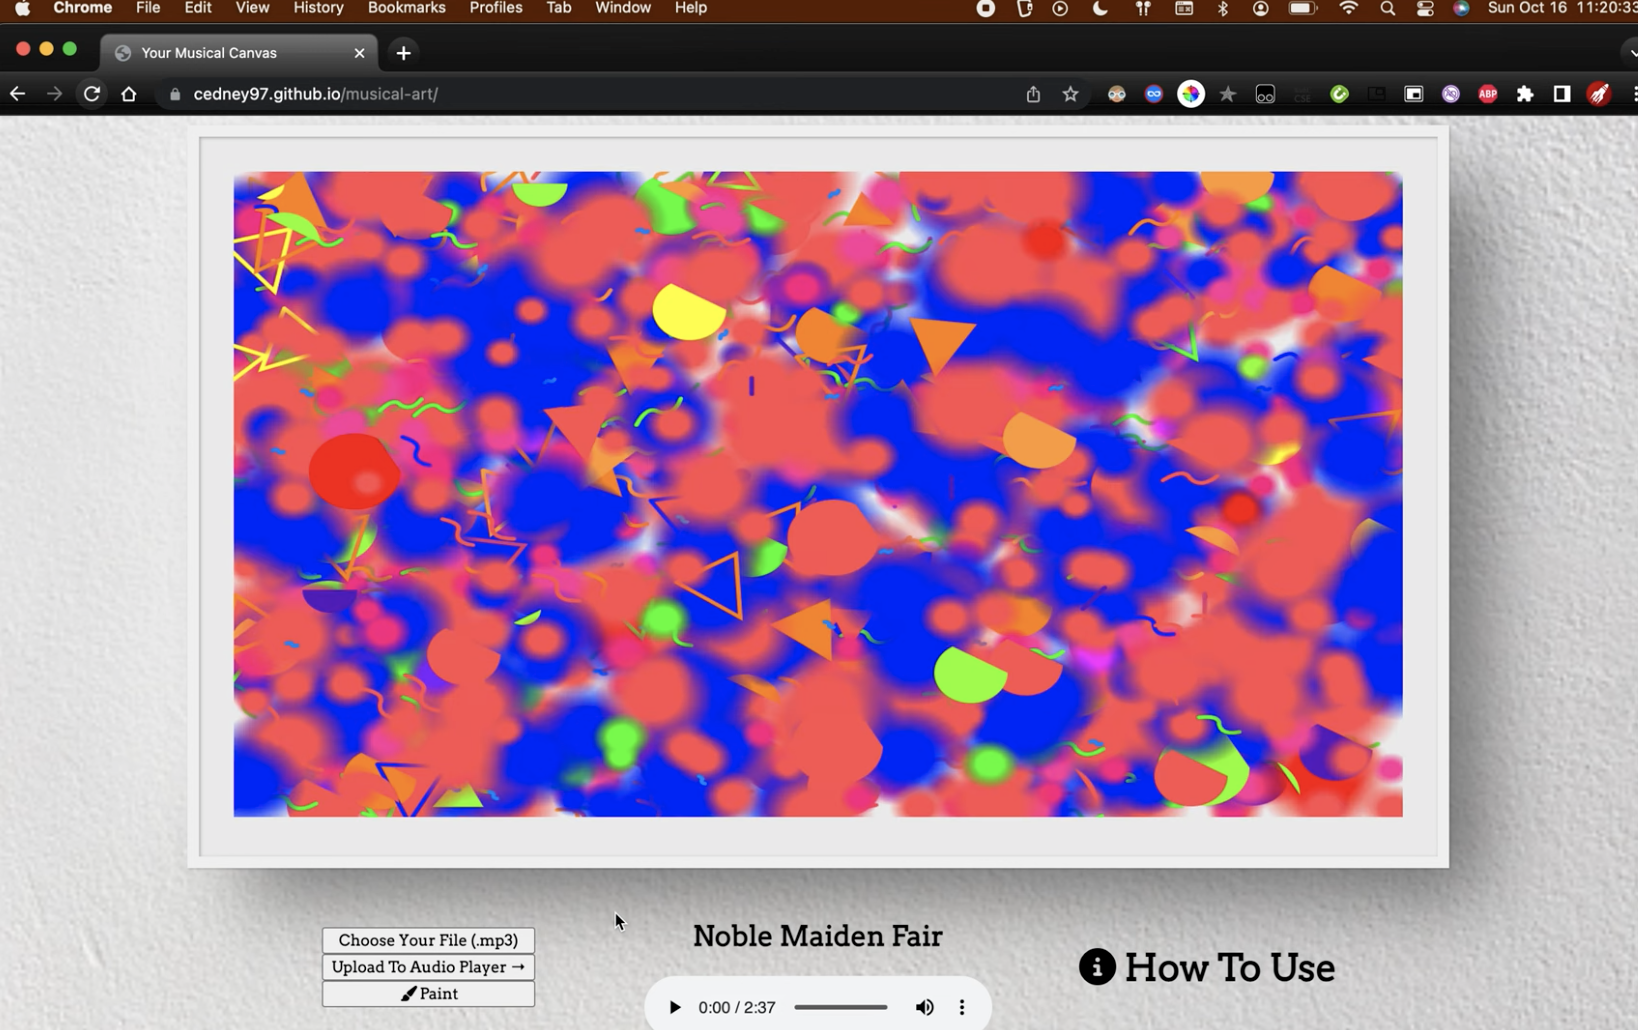 Chrome File Edit View History Bookmarks Profiles Tab Window Help Sun Oct 16 11:20:33
Your Musical Canvas
cedney97.github.io/musical-art/
ABP
Noble Maiden Fair
Choose Your File (.mp3)
Upload To Audio Player →
Paint
How To Use
0:00 / 2:37